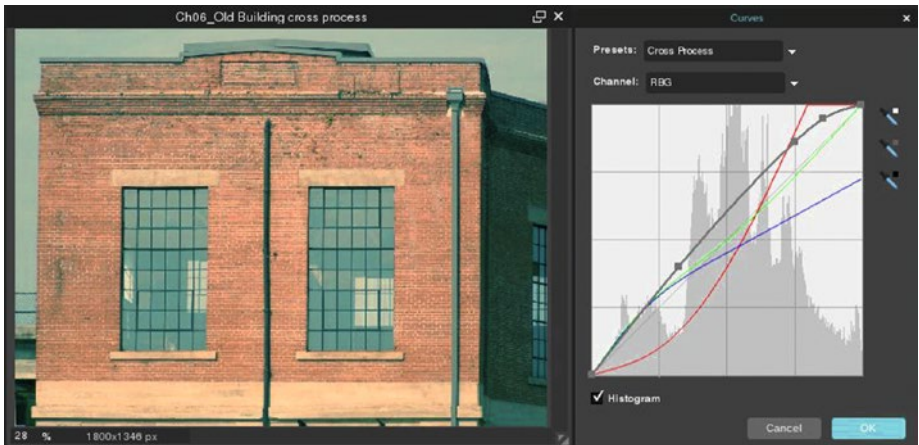 Ch06_Old Building cross process
28 % 1800x1346 px
Curves
Presets: Cross Process
Channel: RBG
Histogram
Cancel OK